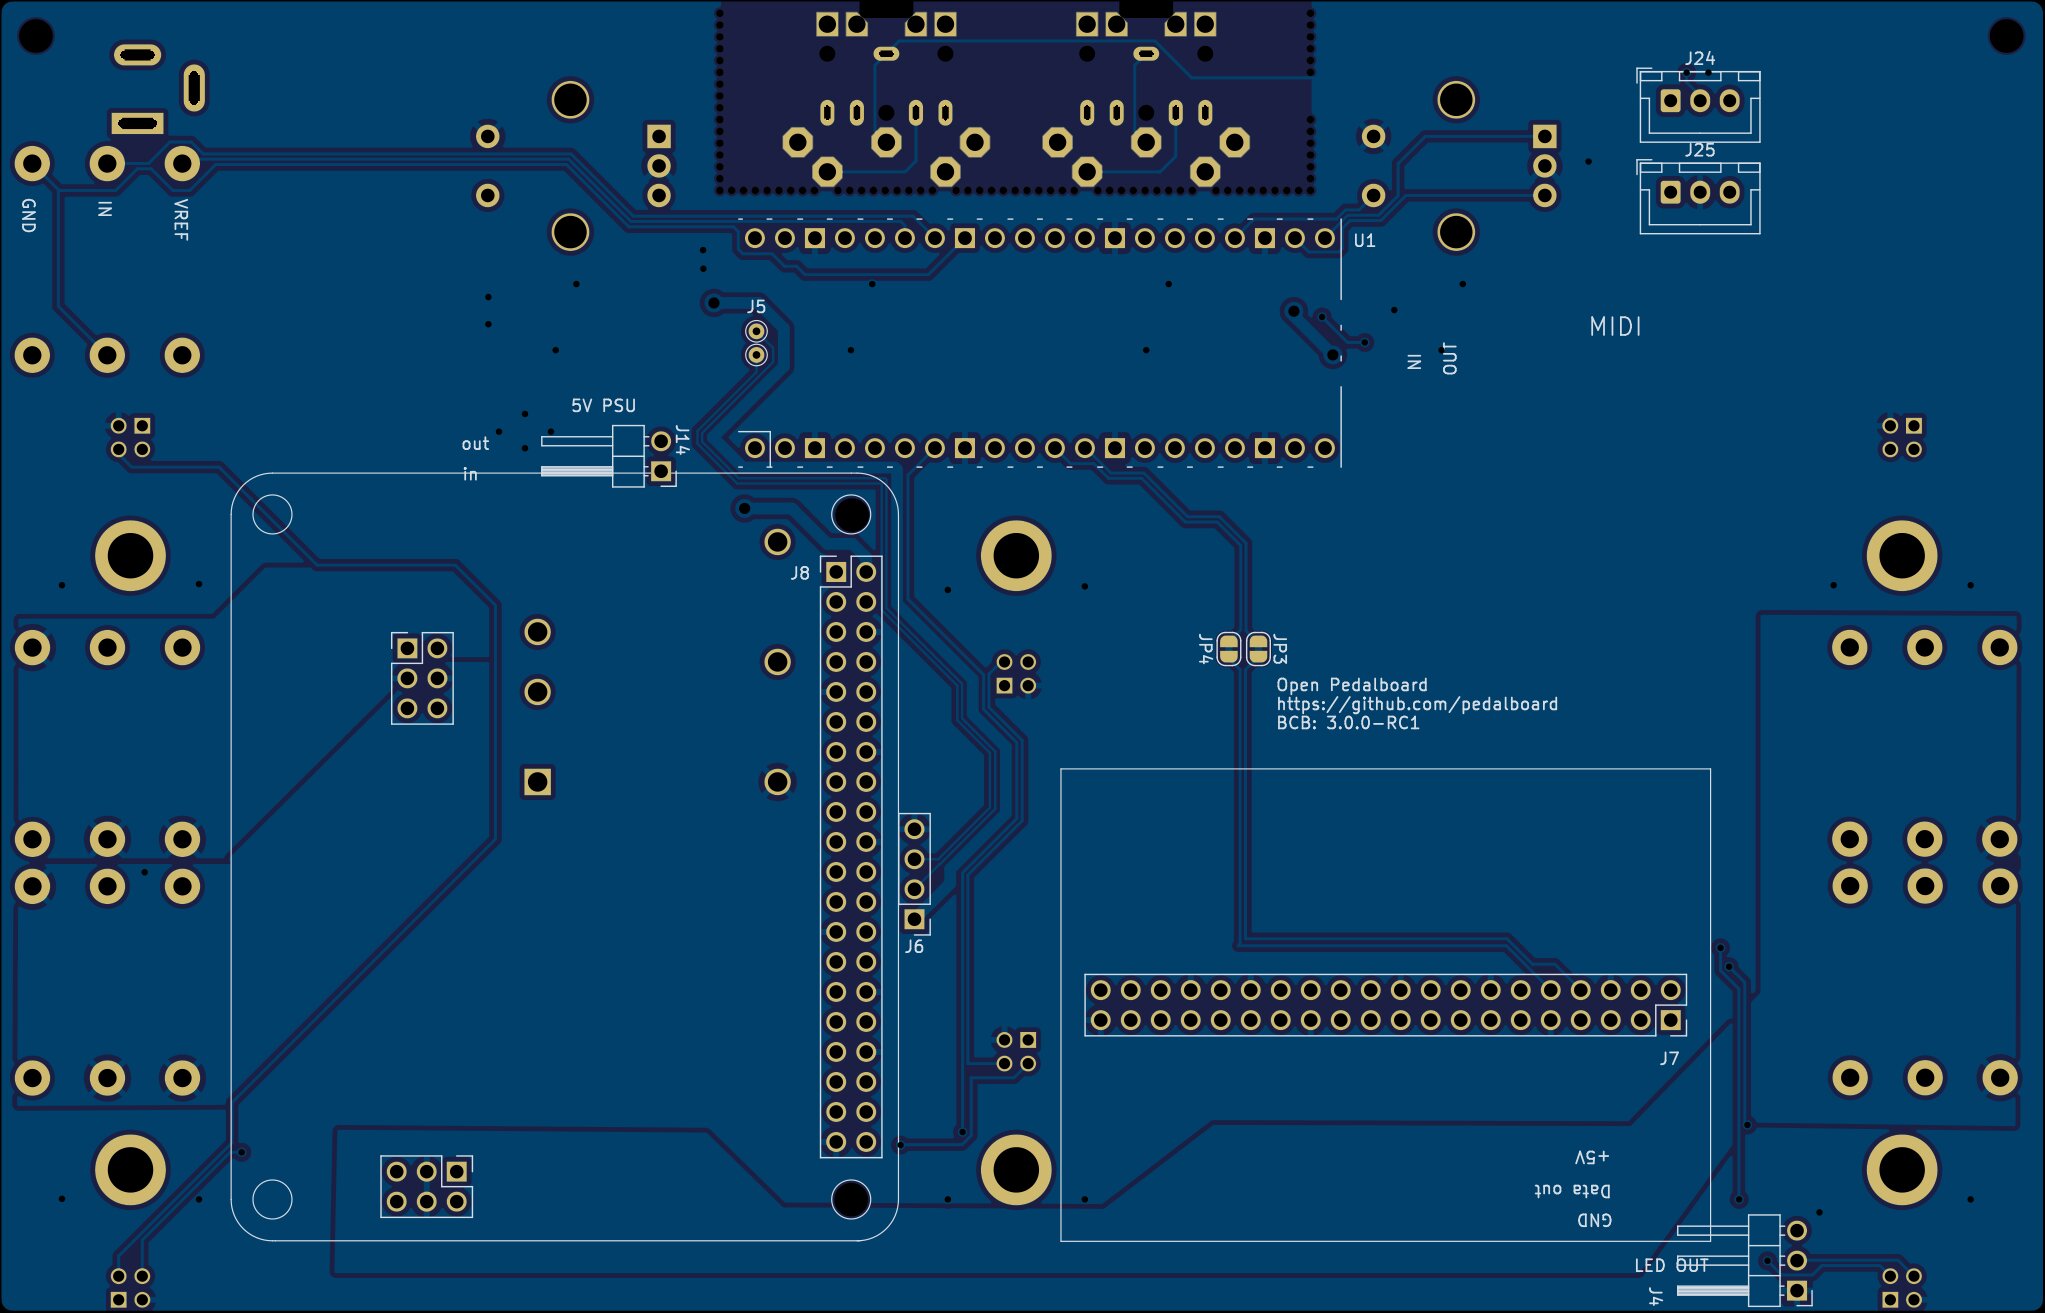 J24
J25
GND
IN
VREF
U1
J5
MIDI
IN
OUT
5V PSU
out
in
J14
J8
JP4
JP3
Open Pedalboard
https://github.com/pedalboard
BCB: 3.0.0-RC1
J6
J7
+5V
Data out
GND
LED OUT
J4